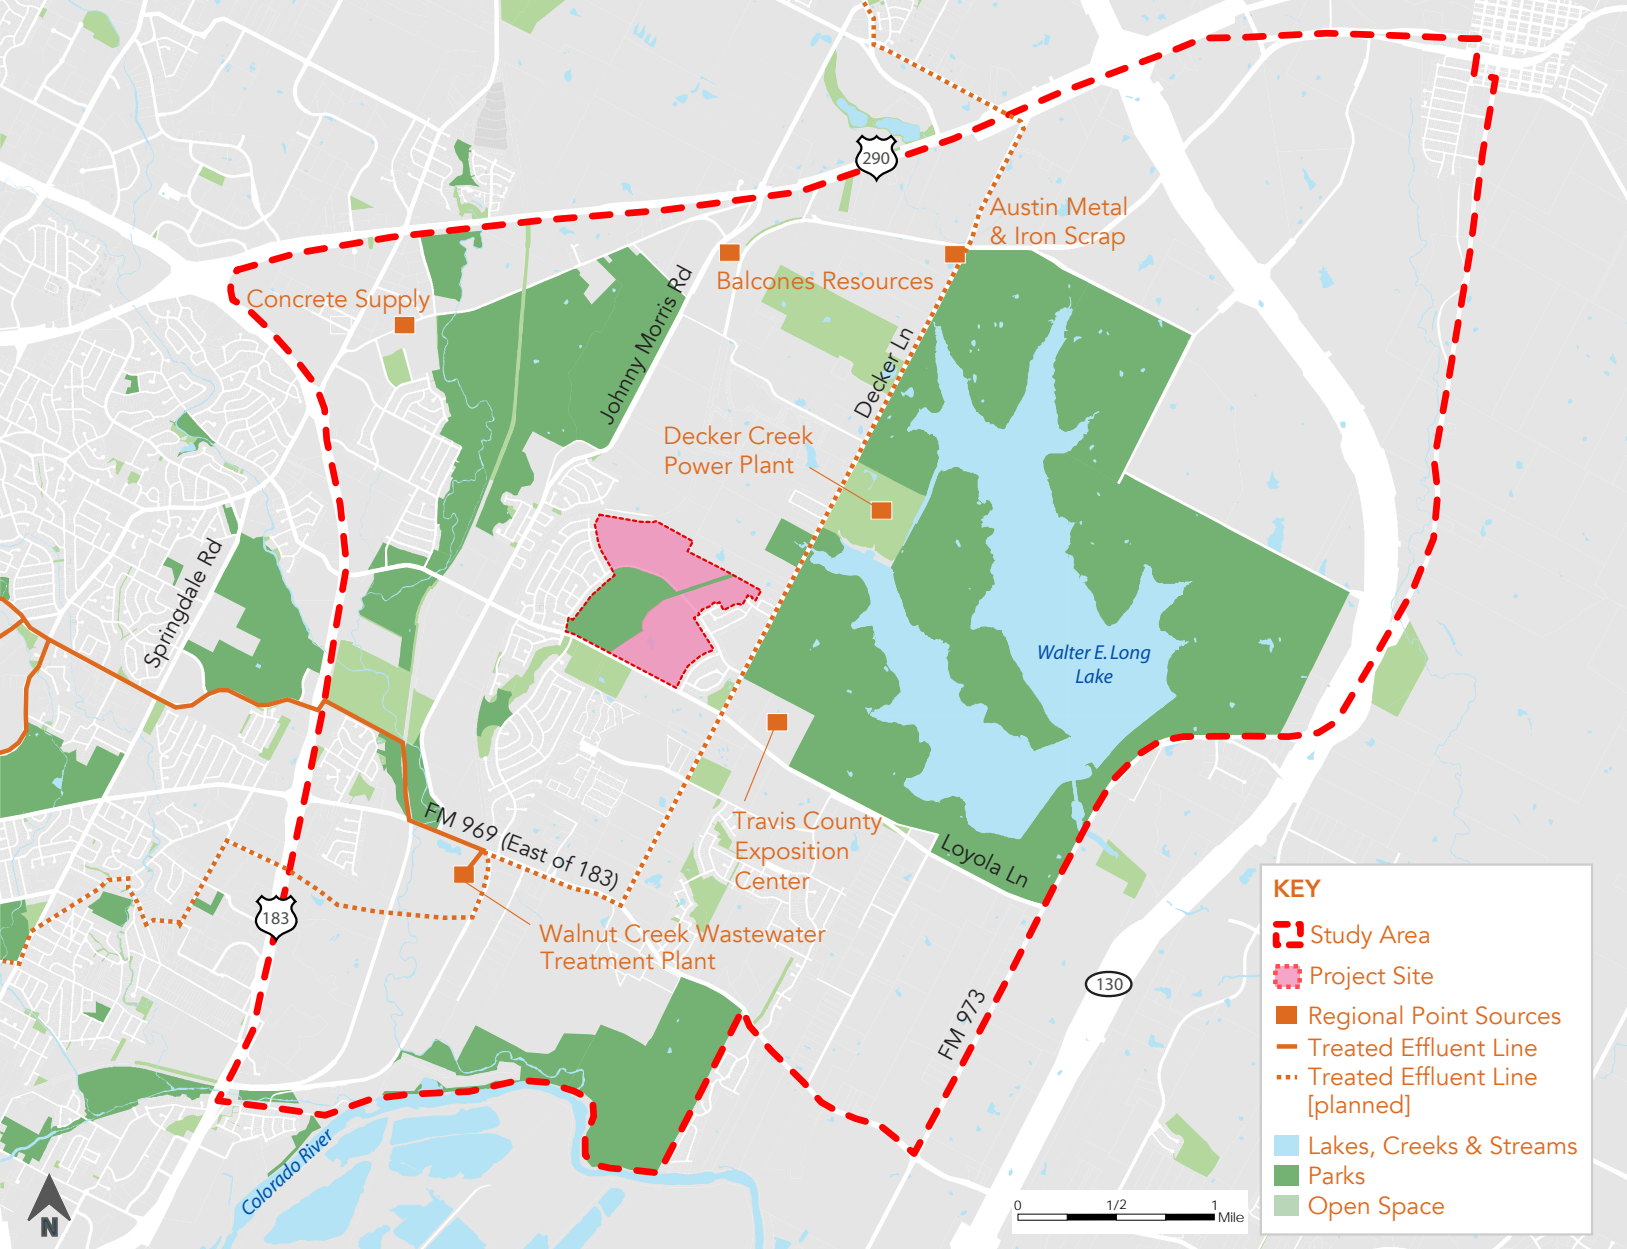 290
Austin Metal
& Iron Scrap
Balcones Resources
Concrete Supply
Johnny Morris Rd
Decker Ln
Decker Creek
Power Plant
Springdale Rd
Walter E. Long
Lake
Travis County
Exposition
Center
FM 969 (East of 183)
Loyola Ln
183
Walnut Creek Wastewater
Treatment Plant
FM 973
130
Colorado River
N
KEY
Study Area
Project Site
Regional Point Sources
Treated Effluent Line
Treated Effluent Line
[planned]
Lakes, Creeks & Streams
Parks
Open Space
0 1/2 1
Mile